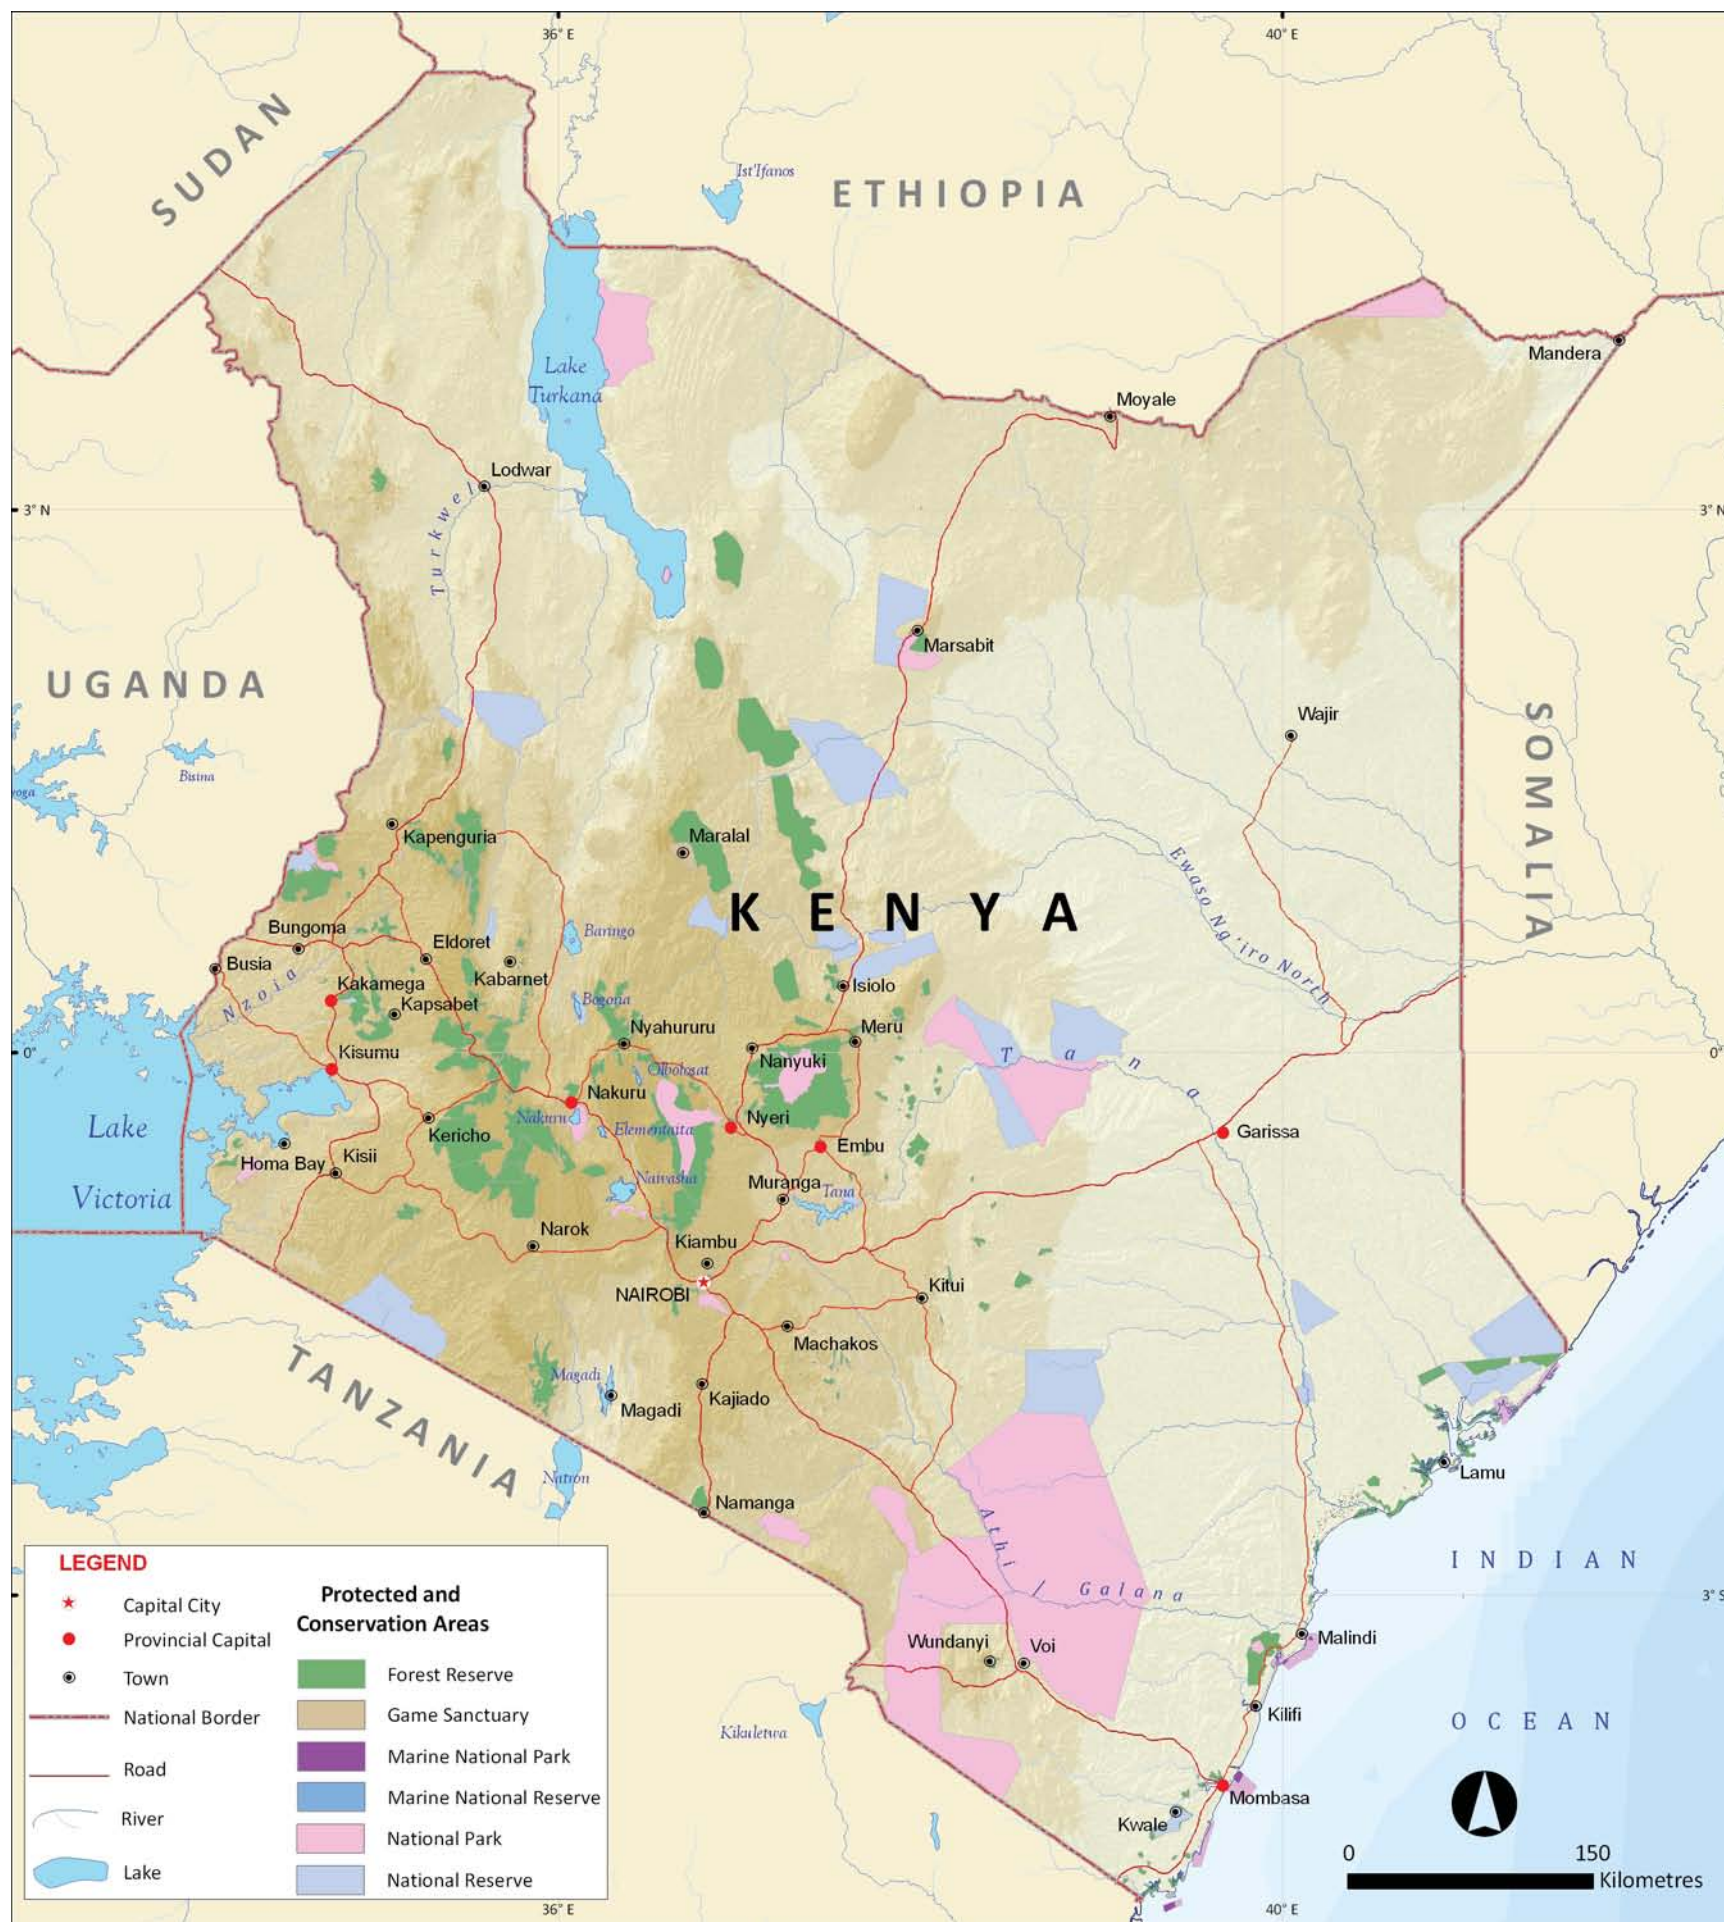 36° E
40° E
SUDAN
Ist'Ifanos
ETHIOPIA
Mandera
Lake
Turkana
Moyale
Lodwar
Turkwel
3° N
3° N
Marsabit
UGANDA
Wajir
SOMALIA
Bisina
oga
Kapenguria
Maralal
KENYA
Ewaso Ng'iro North
Bungoma
Eldoret
Baringo
Busia
Kabarnet
Nzoia
Kakamega
Isiolo
Kapsabet
Bogoria
Nyahururu
Meru
Kisumu
Nanyuki
Tana
0°
0°
Olbolosat
Nakuru
Nakuru
Lake
Victoria
Kericho
Elementaita
Nyeri
Embu
Garissa
Homa Bay
Kisii
Naivasha
Muranga
Tana
Narok
Kiambu
NAIROBI
Kitui
Machakos
TANZANIA
Magadi
Magadi
Kajiado
Natron
Lamu
Namanga
Athi / Galana
INDIAN
OCEAN
3° S
Wundanyi
Voi
Malindi
Kikuletwa
Kilifi
Mombasa
Kwale
LEGEND
Capital City
Provincial Capital
Town
National Border
Road
River
Lake
Protected and
Conservation Areas
Forest Reserve
Game Sanctuary
Marine National Park
Marine National Reserve
National Park
National Reserve
0
150
Kilometres
36° E
40° E